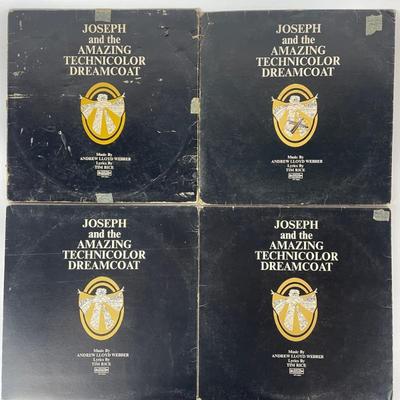 JOSEPH
and the
AMAZING
TECHNICOLOR
DREAMCOAT
Music By
ANDREW LLOYD WEBBER
Lyrics By
TIM RICE
JOSEPH
and the
AMAZING
TECHNICOLOR
DREAMCOAT
Music By
ANDREW LLOYD WEBBER
Lyrics By
TIM RICE
JOSEPH
and the
AMAZING
TECHNICOLOR
DREAMCOAT
Music By
ANDREW LLOYD WEBBER
Lyrics By
TIM RICE
JOSEPH
and the
AMAZING
TECHNICOLOR
DREAMCOAT
Music By
ANDREW LLOYD WEBBER
Lyrics By
TIM RICE